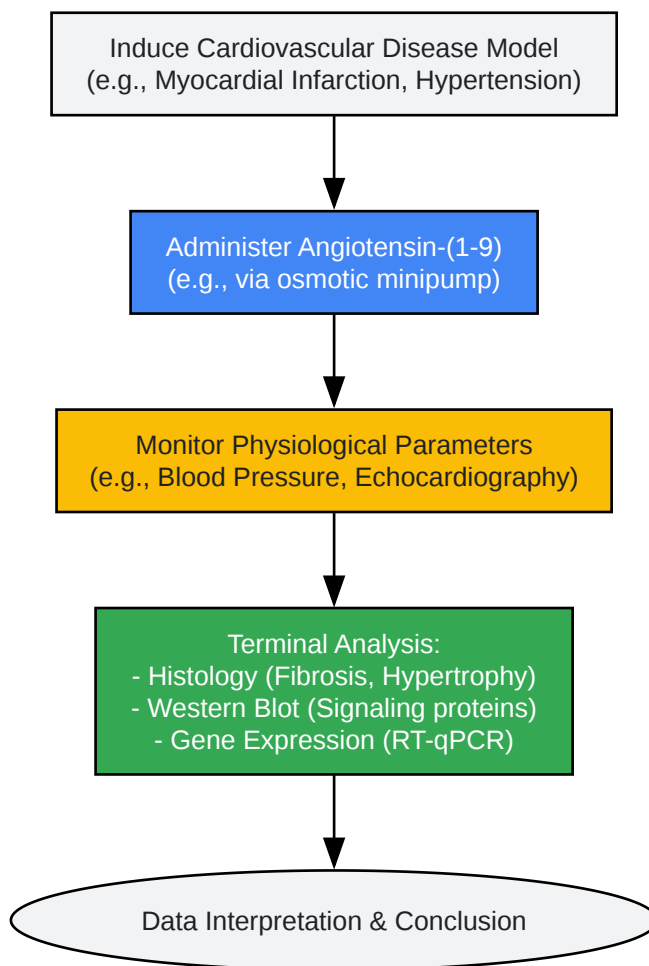 Induce Cardiovascular Disease Model
(e.g., Myocardial Infarction, Hypertension)
Administer Angiotensin-(1-9)
(e.g., via osmotic minipump)
Monitor Physiological Parameters
(e.g., Blood Pressure, Echocardiography)
Terminal Analysis:
- Histology (Fibrosis, Hypertrophy)
- Western Blot (Signaling proteins)
- Gene Expression (RT-qPCR)
Data Interpretation & Conclusion